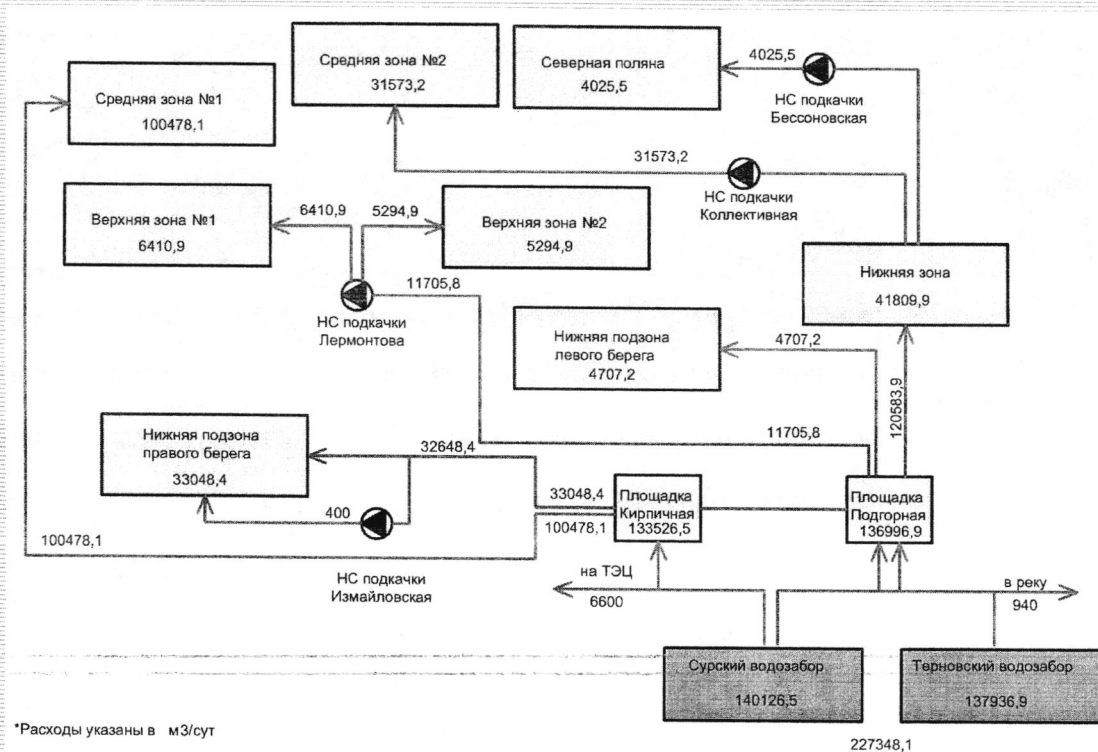 Средняя зона №2
31573,2
Северная поляна
4025,5
4025,5
НС подкачки
Бессоновская
Средняя зона №1
100478,1
31573,2
НС подкачки
Коллективная
Верхняя зона №1
6410,9
6410,9
5294,9
Верхняя зона №2
5294,9
Нижняя зона
41809,9
11705,8
НС подкачки
Лермонтова
Нижняя подзона
левого берега
4707,2
4707,2
120583,9
Нижняя подзона
правого берега
33048,4
32648,4
11705,8
400
НС подкачки
Измайловская
100478,1
33048,4
100478,1
Площадка
Кирпичная
133526,5
Площадка
Подгорная
136996,9
на ТЭЦ
6600
в реку
940
Сурский водозабор
140126,5
Терновский водозабор
137936,9
*Расходы указаны в м3/сут
227348,1